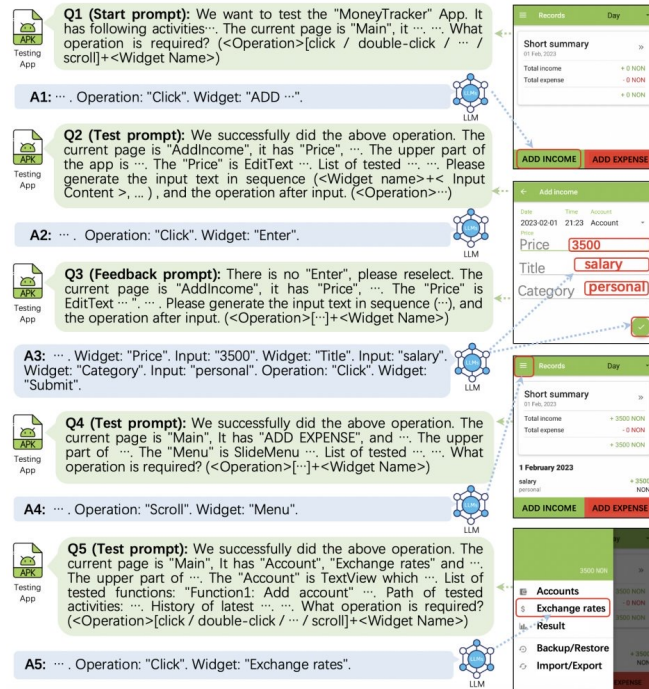 Q1 (Start prompt): We want to test the "MoneyTracker" App. It
has following activities···. The current page is "Main", it ···. ···. What
operation is required? (<Operation>[click / double-click / ··· /
scroll]+<Widget Name>)
APK
Testing
App
A1: ··· . Operation: "Click". Widget: "ADD ···".
LLMs
LLM
Q2 (Test prompt): We successfully did the above operation. The
current page is "AddIncome", it has "Price", ···. The upper part of
the app is ···. The "Price" is EditText ···. List of tested ···. ···. Please
generate the input text in sequence (<Widget name>+< Input
Content >, ... ) , and the operation after input. (<Operation>···)
APK
Testing
App
A2: ··· . Operation: "Click". Widget: "Enter".
LLMs
LLM
Q3 (Feedback prompt): There is no "Enter", please reselect. The
current page is "AddIncome", it has "Price", ···. The "Price" is
EditText ··· ". ··· . Please generate the input text in sequence (···), and
the operation after input. (<Operation>[···]+<Widget Name>)
APK
Testing
App
A3: ··· . Widget: "Price". Input: "3500". Widget: "Title". Input: "salary".
Widget: "Category". Input: "personal". Operation: "Click". Widget:
"Submit".
LLMs
LLM
Q4 (Test prompt): We successfully did the above operation. The
current page is "Main", It has "ADD EXPENSE", and ···. The upper
part of ···. The "Menu" is SlideMenu ···. List of tested ···. ···. What
operation is required? (<Operation>[···]+<Widget Name>)
APK
Testing
App
A4: ··· . Operation: "Scroll". Widget: "Menu".
LLMs
LLM
Q5 (Test prompt): We successfully did the above operation. The
current page is "Main", It has "Account", "Exchange rates" and ···.
The upper part of ···. The "Account" is TextView which ···. List of
tested functions: "Function1: Add account" ···. Path of tested
activities: ···. History of latest ···. ···. What operation is required?
(<Operation>[click / double-click / ··· / scroll]+<Widget Name>)
APK
Testing
App
A5: ··· . Operation: "Click". Widget: "Exchange rates".
LLMs
LLM
Records Day
Short summary »
01 Feb, 2023
Total income + 0 NON
Total expense - 0 NON
+ 0 NON
ADD INCOME ADD EXPENSE
← Add income
Date Time Account
2023-02-01 21:23 Account
Price
Price 3500
Title salary
Category personal
Records Day
Short summary »
01 Feb, 2023
Total income + 3500 NON
Total expense - 0 NON
+ 3500 NON
1 February 2023
salary + 3500
personal NON
ADD INCOME ADD EXPENSE
3500 NON
Accounts
$ Exchange rates
Result
Backup/Restore
Import/Export